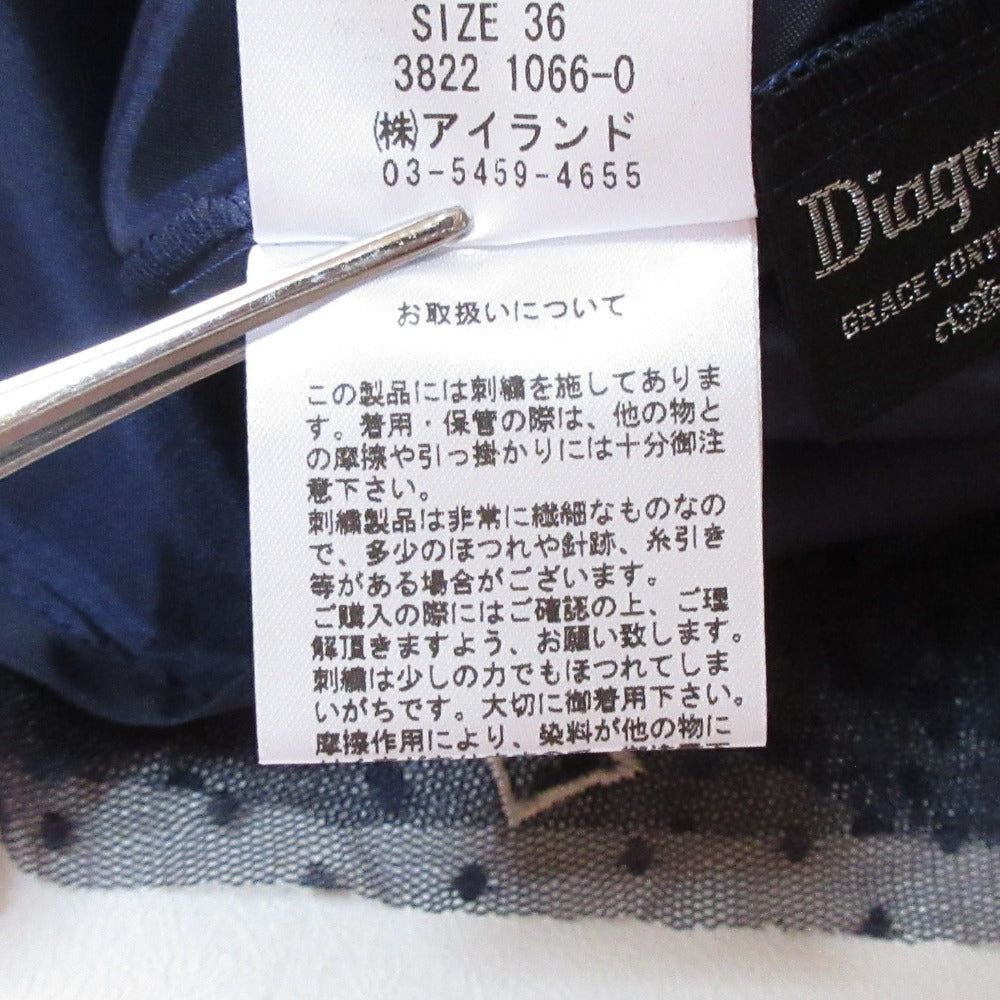 SIZE 36
3822 1066-0
㈱アイランド
03-5459-4655
お取扱いについて
この製品には刺繍を施してありま
す。着用・保管の際は、他の物と
の摩擦や引っ掛かりには十分御注
意下さい。
刺繍製品は非常に繊細なものなの
で、多少のほつれや針跡、糸引き
等がある場合がございます。
ご購入の際にはご確認の上、ご理
解頂きますよう、お願い致します。
刺繍は少しの力でもほつれてしま
いがちです。大切に御着用下さい。
摩擦作用により、染料が他の物に
GRACE